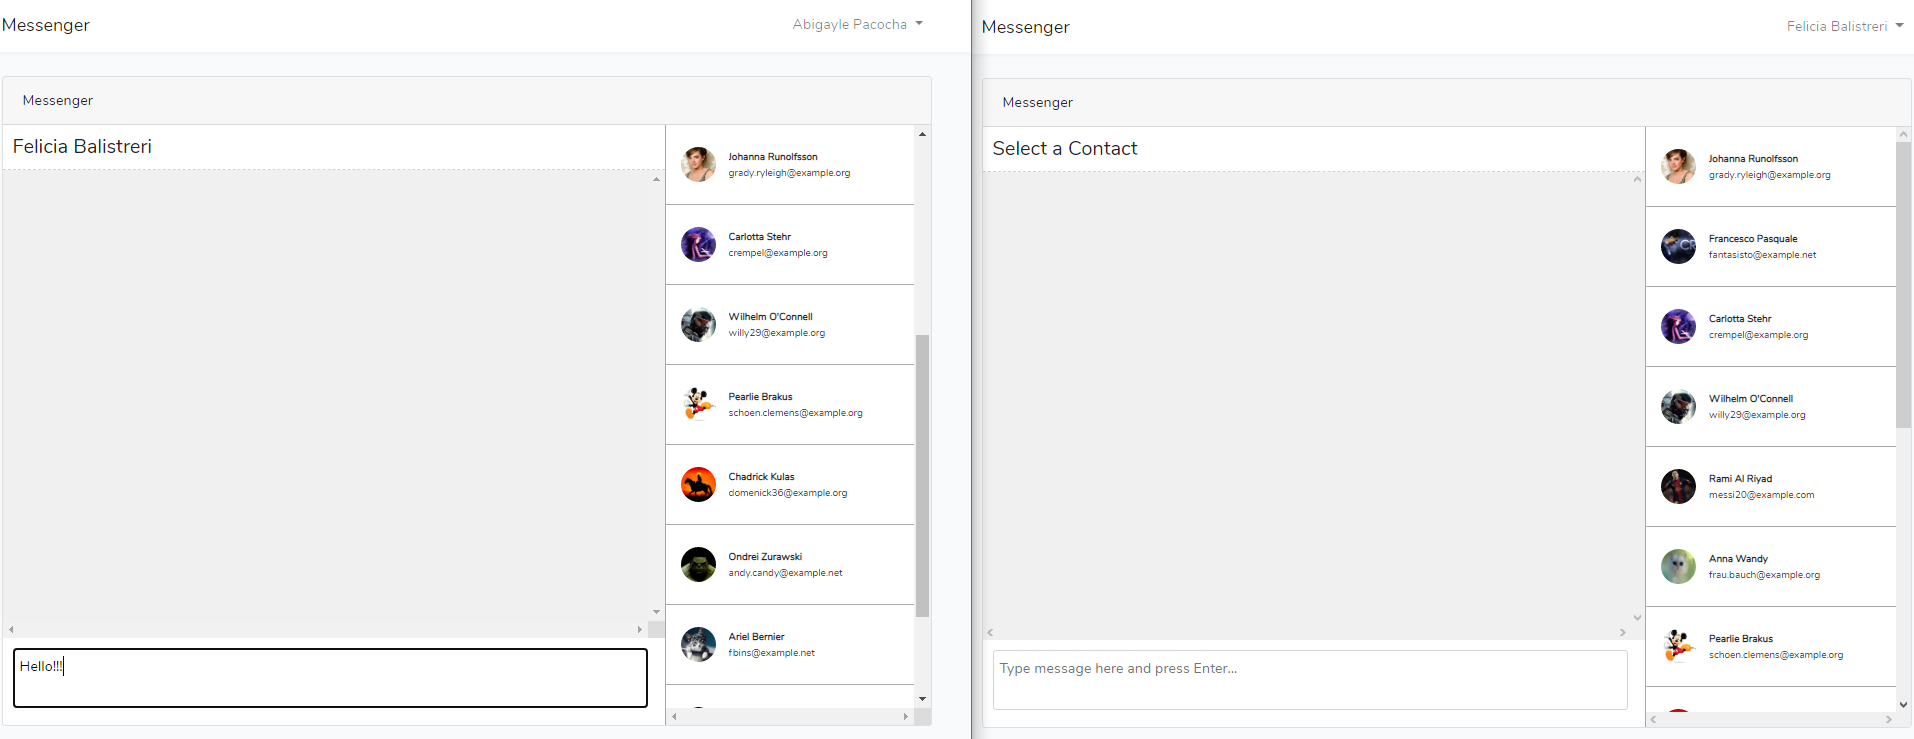 Messenger
Abigayle Pacocha
Messenger
Felicia Balistreri
Johanna Runolfsson
grady.ryleigh@example.org
Carlotta Stehr
crempel@example.org
Wilhelm O'Connell
willy29@example.org
Pearlie Brakus
schoen.clemens@example.org
Chadrick Kulas
domenick36@example.org
Ondrei Zurawski
andy.candy@example.net
Ariel Bernier
fbins@example.net
Hello!!!
Messenger
Felicia Balistreri
Messenger
Select a Contact
Johanna Runolfsson
grady.ryleigh@example.org
Francesco Pasquale
fantasisto@example.net
Carlotta Stehr
crempel@example.org
Wilhelm O'Connell
willy29@example.org
Rami Al Riyad
messi20@example.com
Anna Wandy
frau.bauch@example.org
Pearlie Brakus
schoen.clemens@example.org
Type message here and press Enter...